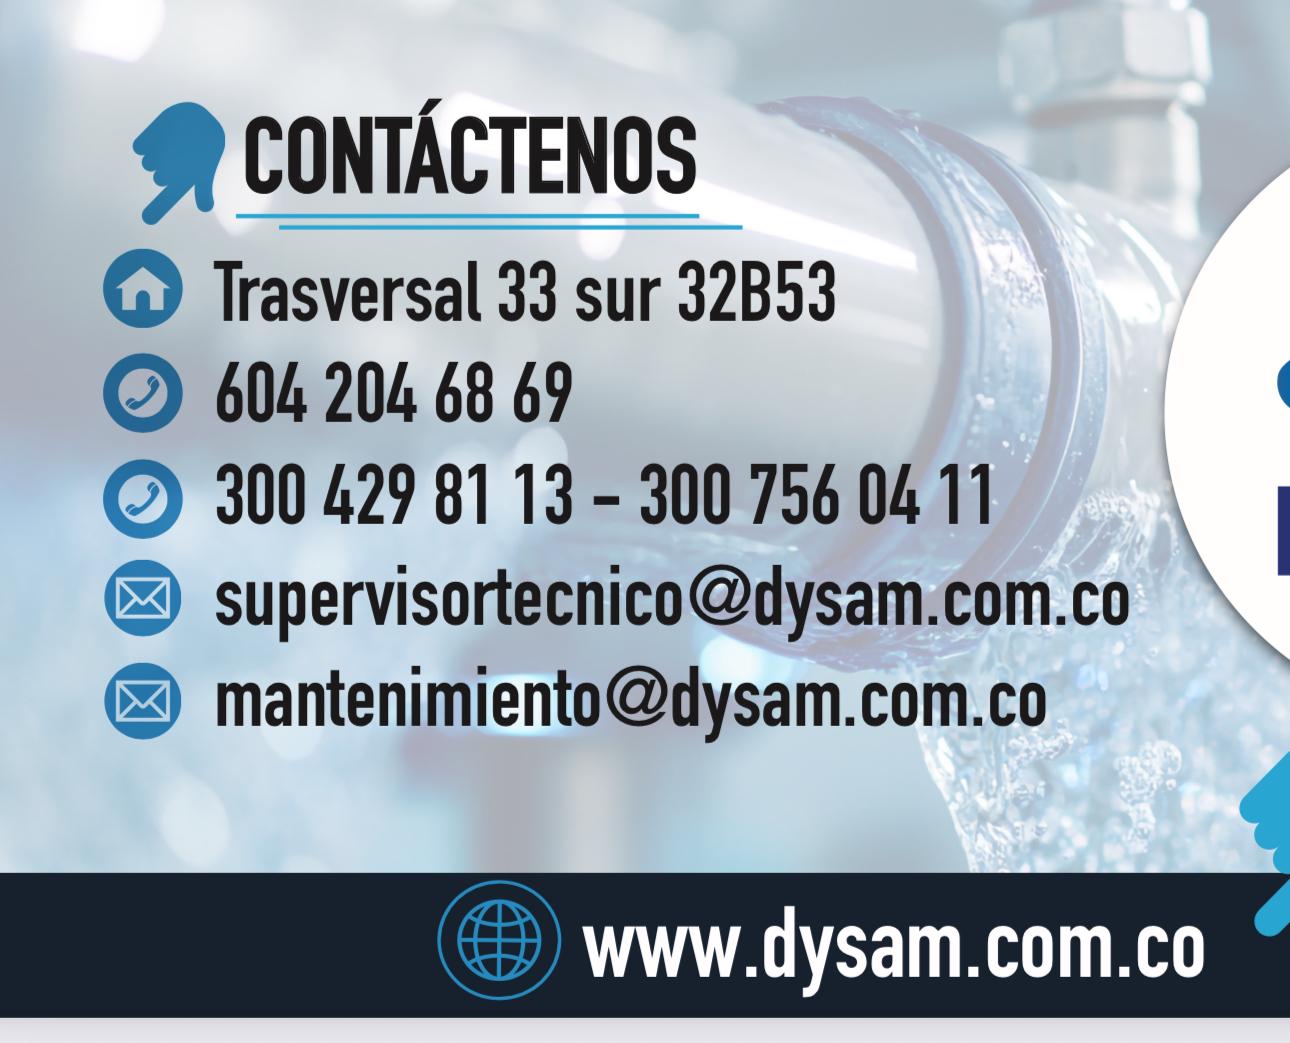 CONTÁCTENOS
Trasversal 33 sur 32B53
604 204 68 69
300 429 81 13 - 300 756 04 11
supervisortecnico@dysam.com.co
mantenimiento@dysam.com.co
www.dysam.com.co